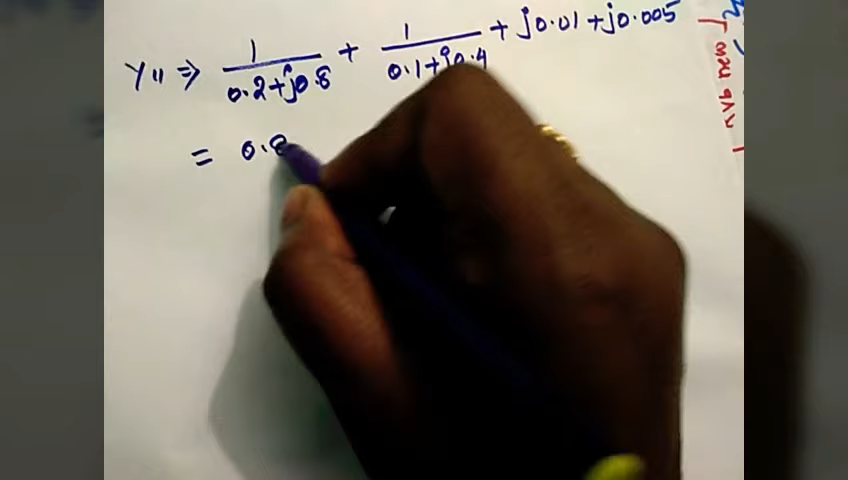 Y11 ⇒ 1/(0.2+j0.8) + 1/(0.1+j0.4) + j0.01 + j0.005
= 0.8